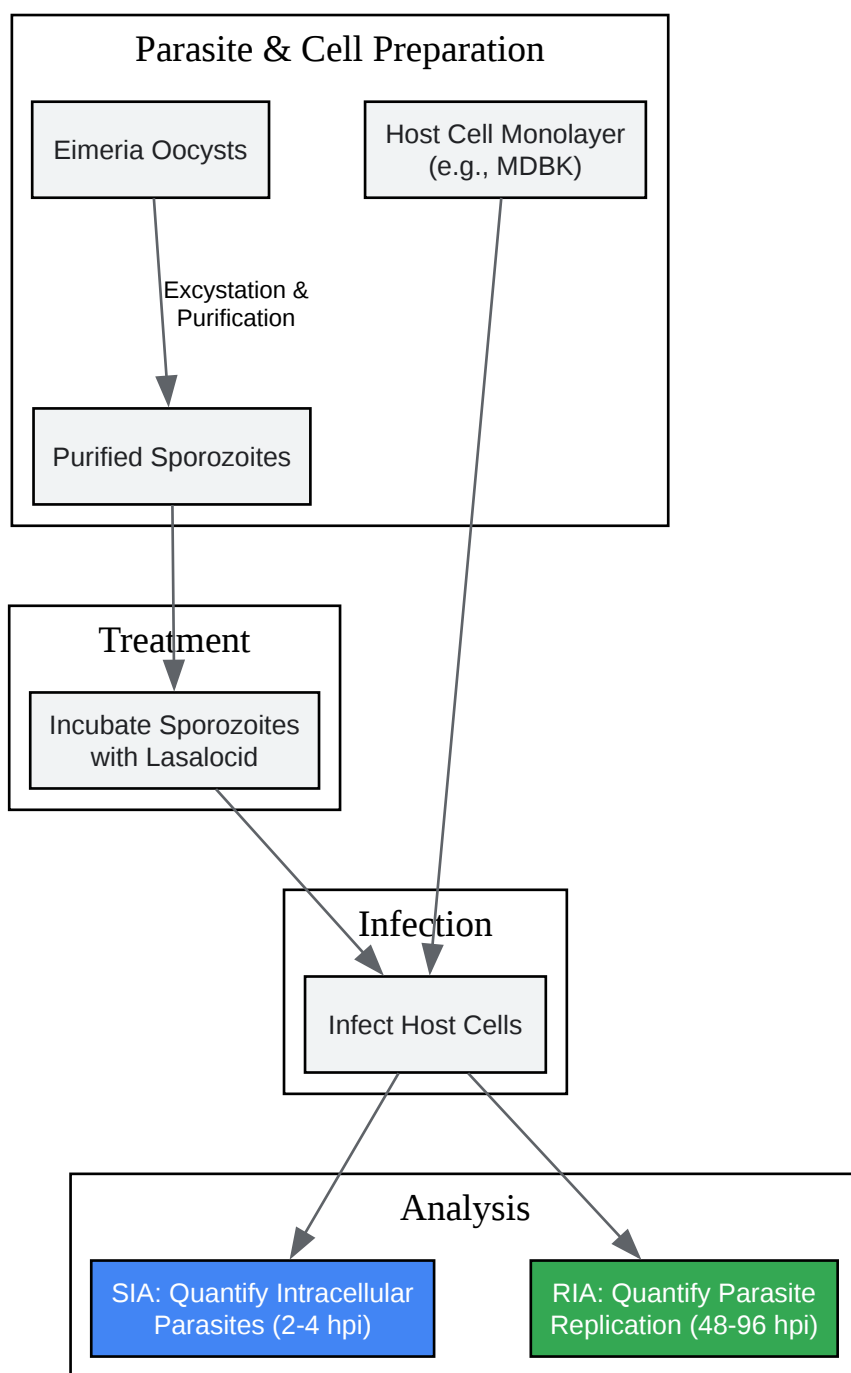 Parasite & Cell Preparation
Eimeria Oocysts
Host Cell Monolayer
(e.g., MDBK)
Excystation &
Purification
Purified Sporozoites
Treatment
Incubate Sporozoites
with Lasalocid
Infection
Infect Host Cells
Analysis
SIA: Quantify Intracellular
Parasites (2-4 hpi)
RIA: Quantify Parasite
Replication (48-96 hpi)